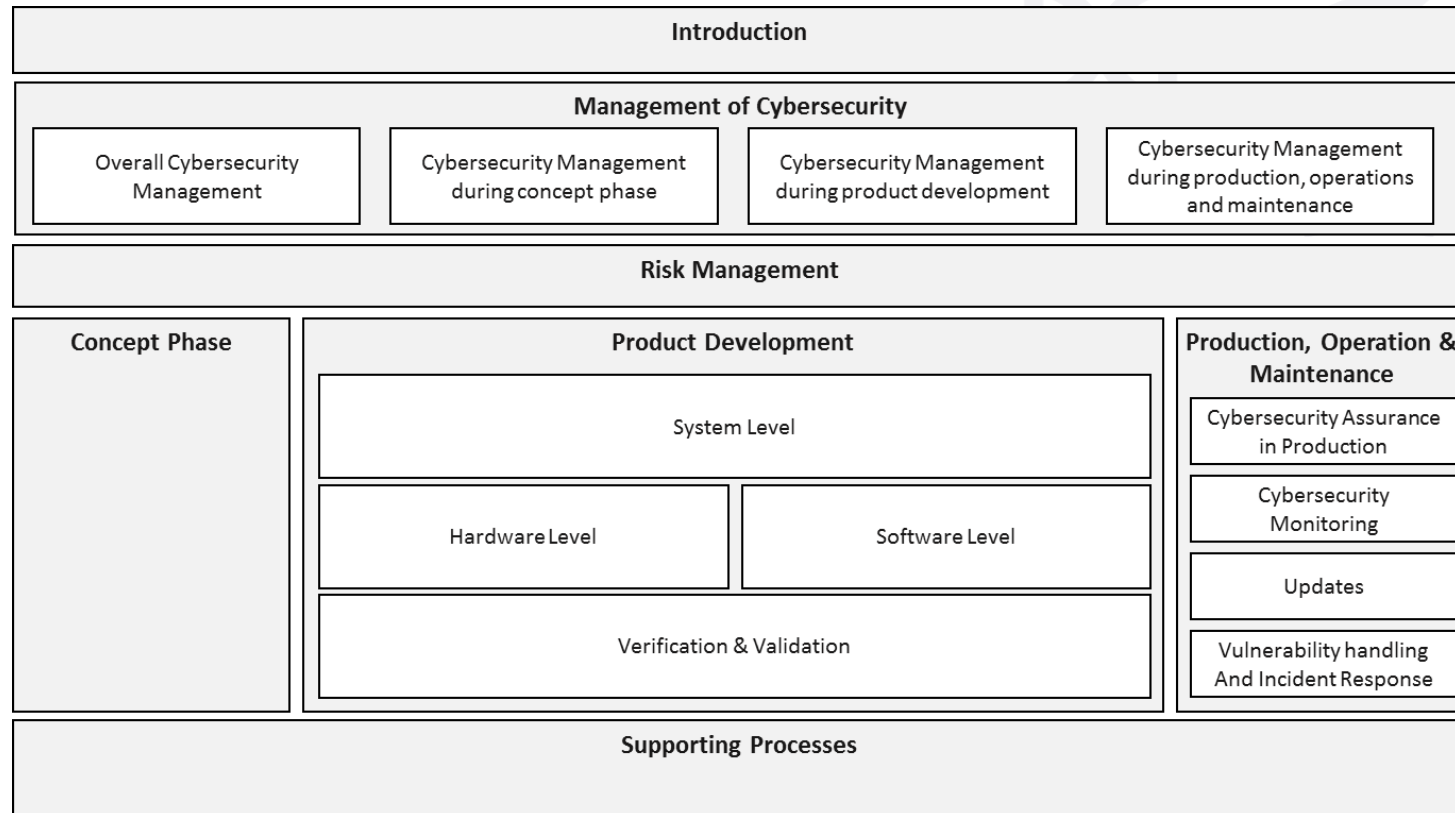 Introduction
Management of Cybersecurity
Overall Cybersecurity
Management
Cybersecurity Management
during concept phase
Cybersecurity Management
during product development
Cybersecurity Management
during production, operations
and maintenance
Risk Management
Concept Phase
Product Development
System Level
Hardware Level
Software Level
Verification & Validation
Production, Operation &
Maintenance
Cybersecurity Assurance
in Production
Cybersecurity
Monitoring
Updates
Vulnerability handling
And Incident Response
Supporting Processes